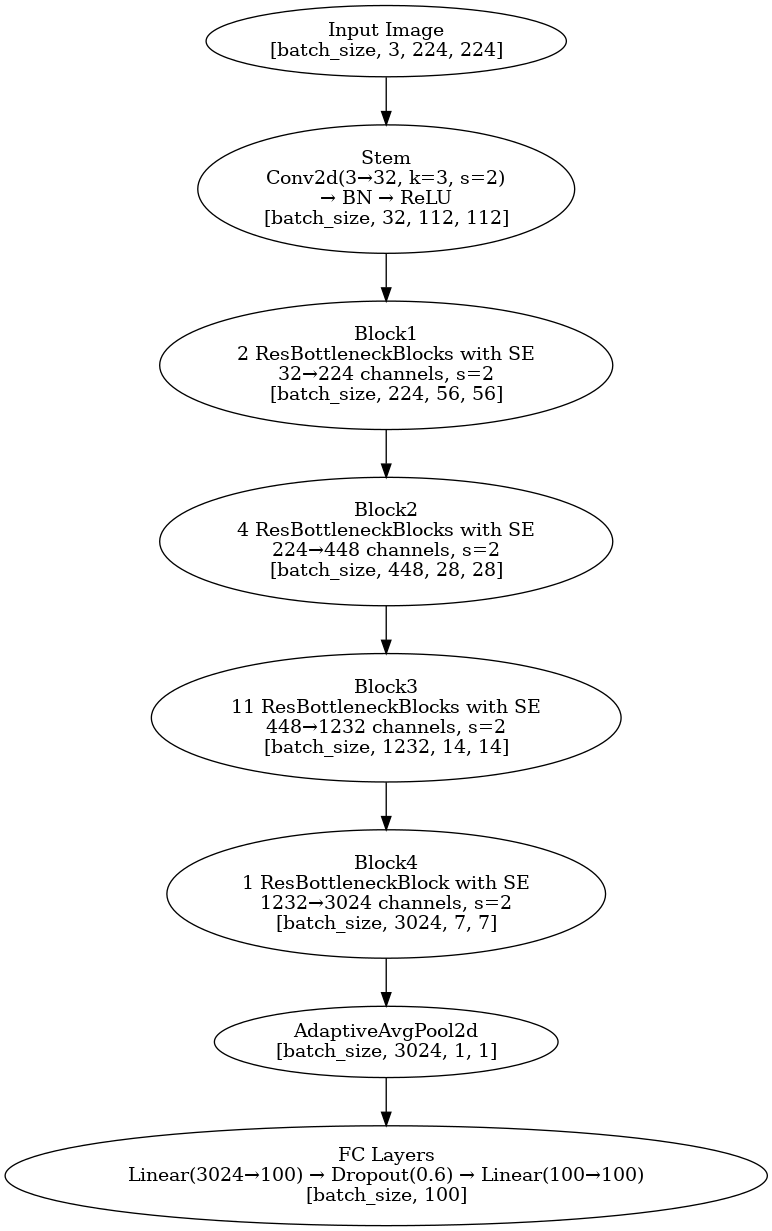 Input Image
[batch_size, 3, 224, 224]
Stem
Conv2d(3→32, k=3, s=2)
→ BN → ReLU
[batch_size, 32, 112, 112]
Block1
2 ResBottleneckBlocks with SE
32→224 channels, s=2
[batch_size, 224, 56, 56]
Block2
4 ResBottleneckBlocks with SE
224→448 channels, s=2
[batch_size, 448, 28, 28]
Block3
11 ResBottleneckBlocks with SE
448→1232 channels, s=2
[batch_size, 1232, 14, 14]
Block4
1 ResBottleneckBlock with SE
1232→3024 channels, s=2
[batch_size, 3024, 7, 7]
AdaptiveAvgPool2d
[batch_size, 3024, 1, 1]
FC Layers
Linear(3024→100) → Dropout(0.6) → Linear(100→100)
[batch_size, 100]